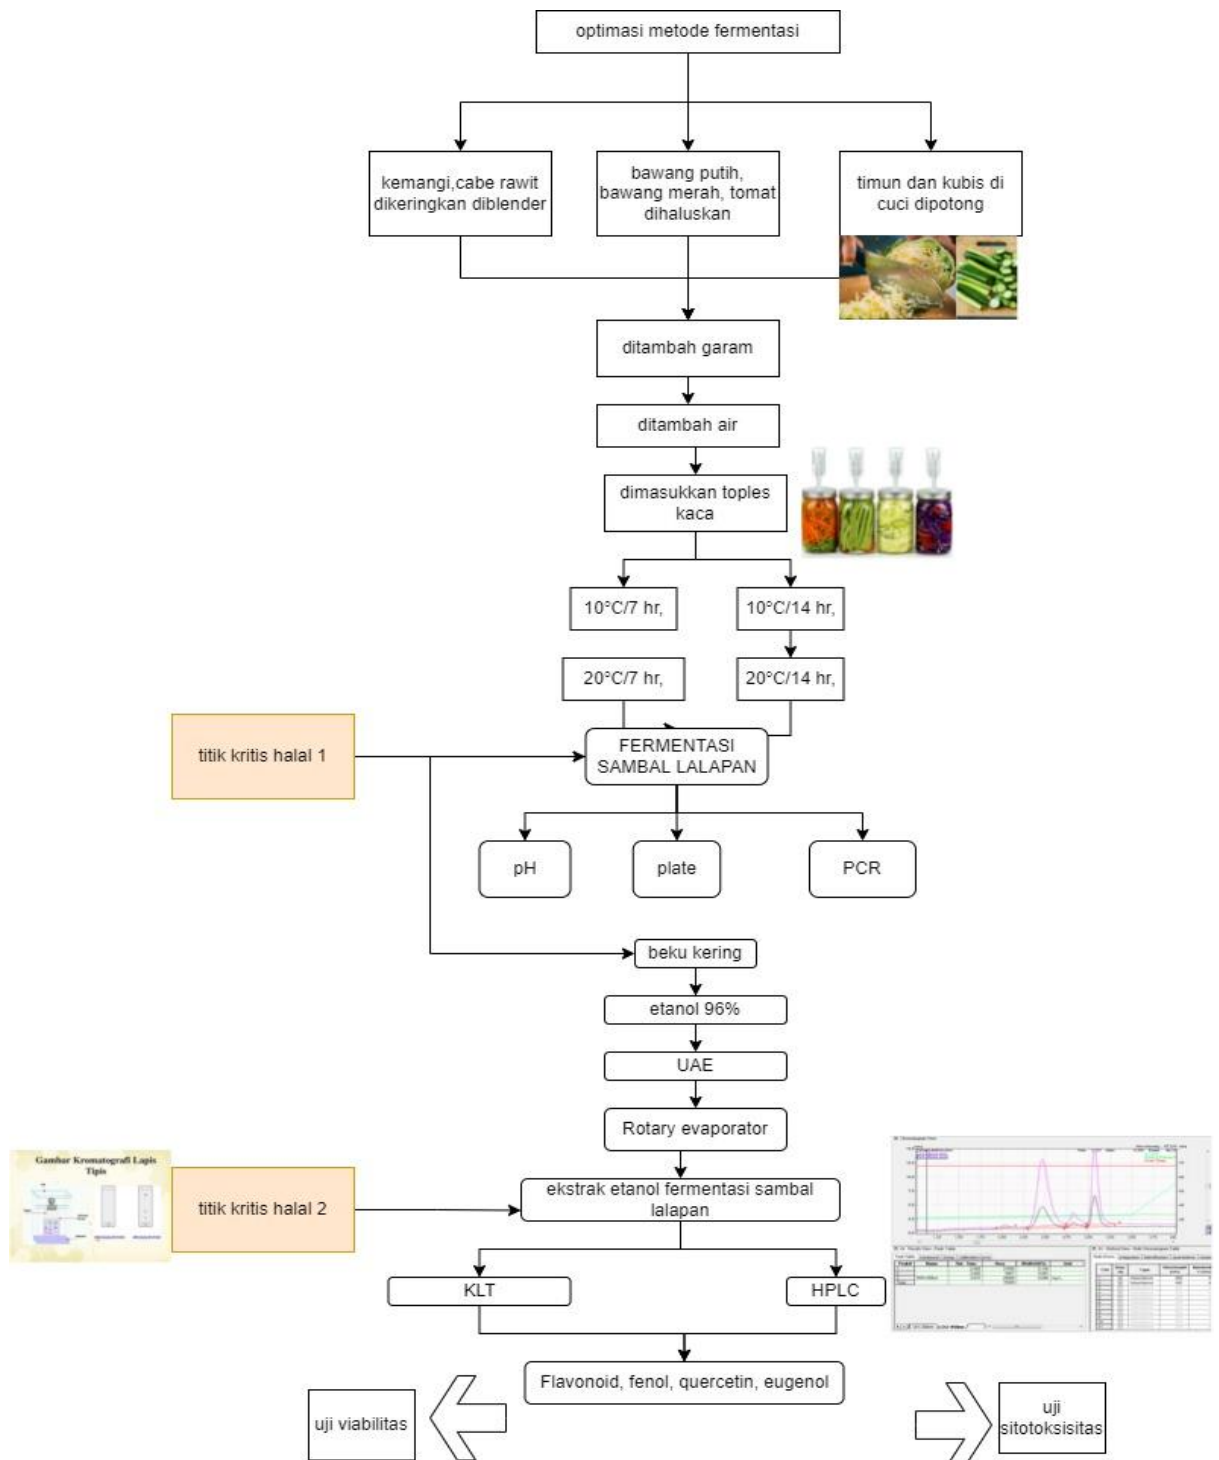 optimasi metode fermentasi
kemangi,cabe rawit
dikeringkan diblender
bawang putih,
bawang merah, tomat
dihaluskan
timun dan kubis di
cuci dipotong
ditambah garam
ditambah air
dimasukkan toples
kaca
10°C/7 hr,
10°C/14 hr,
20°C/7 hr,
20°C/14 hr,
titik kritis halal 1
FERMENTASI
SAMBAL LALAPAN
pH
plate
PCR
beku kering
etanol 96%
UAE
Rotary evaporator
Gambar Kromatografi Lapis
Tipis
titik kritis halal 2
ekstrak etanol fermentasi sambal
lalapan
KLT
HPLC
Flavonoid, fenol, quercetin, eugenol
uji viabilitas
uji
sitotoksisitas